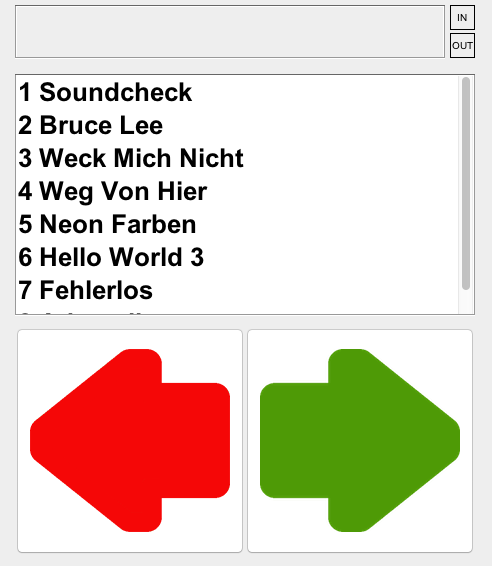 IN
OUT
1 Soundcheck
2 Bruce Lee
3 Weck Mich Nicht
4 Weg Von Hier
5 Neon Farben
6 Hello World 3
7 Fehlerlos